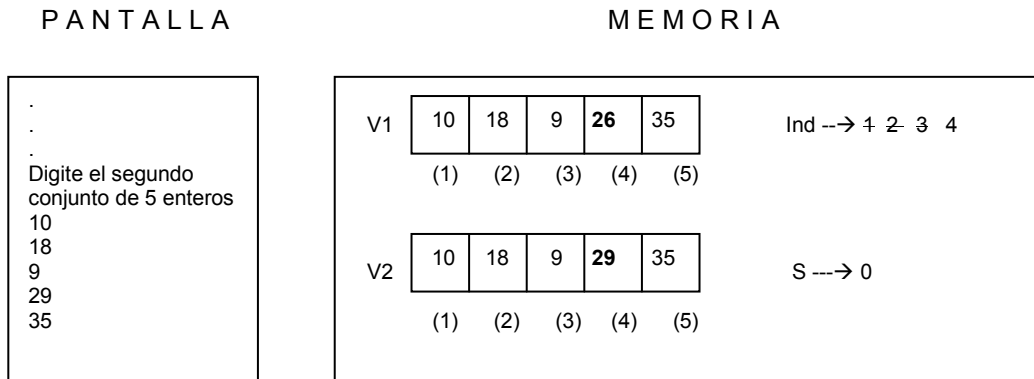 P A N T A L L A
M E M O R I A
.
.
.
Digite el segundo
conjunto de 5 enteros
10
18
9
29
35
V1 10 18 9 26 35
(1) (2) (3) (4) (5)
Ind --→ 1 2 3 4
V2 10 18 9 29 35
(1) (2) (3) (4) (5)
S ---→ 0